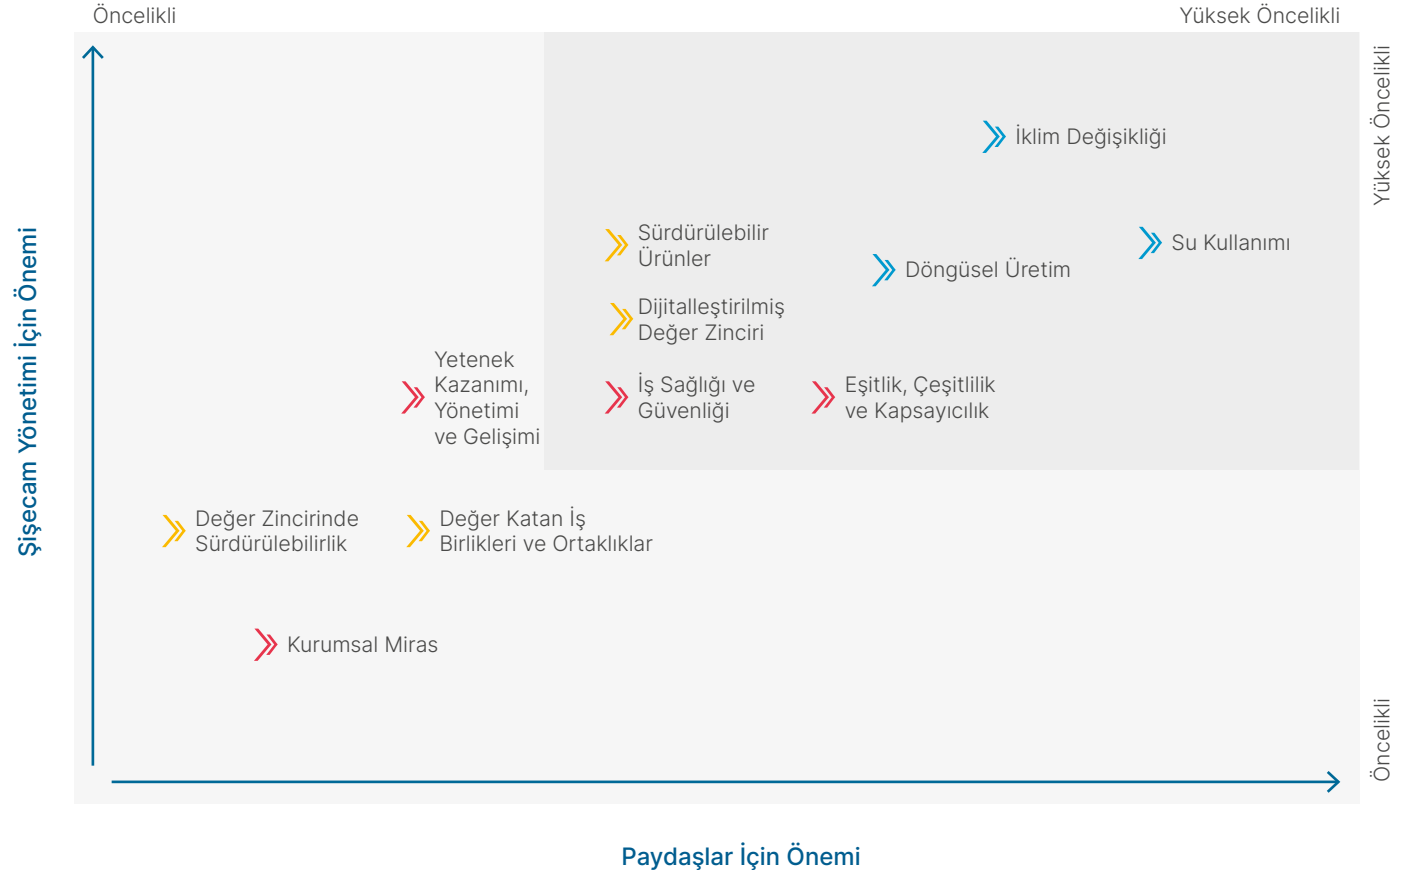 Öncelikli
Yüksek Öncelikli
Yüksek Öncelikli
İklim Değişikliği
Sürdürülebilir
Ürünler
Su Kullanımı
Döngüsel Üretim
Dijitalleştirilmiş
Değer Zinciri
Yetenek
Kazanımı,
Yönetimi
ve Gelişimi
İş Sağlığı ve
Güvenliği
Eşitlik, Çeşitlilik
ve Kapsayıcılık
Şişecam Yönetimi İçin Önemi
Değer Zincirinde
Sürdürülebilirlik
Değer Katan İş
Birlikleri ve Ortaklıklar
Kurumsal Miras
Öncelikli
Paydaşlar İçin Önemi